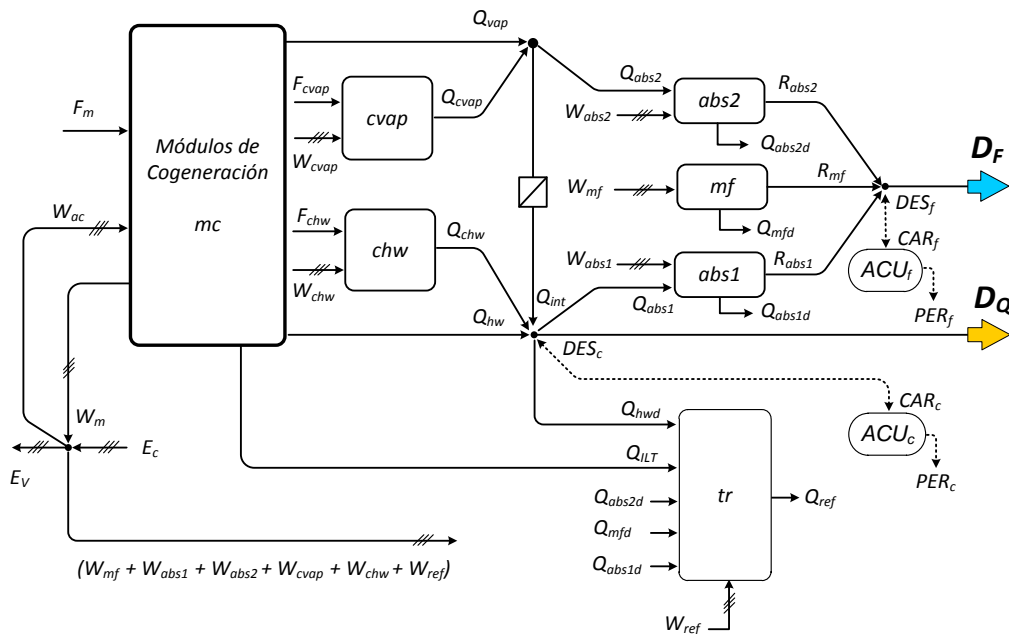 Q_vap
F_cvap
Q_cvap
cvap
W_cvap
F_m
Módulos de
Cogeneración
mc
W_ac
F_chw
Q_chw
chw
W_chw
Q_hw
Q_int
Q_abs2
R_abs2
abs2
W_abs2
Q_abs2d
W_mf
R_mf
mf
Q_mfd
W_abs1
R_abs1
abs1
Q_abs1
Q_abs1d
D_F
DES_f
CAR_f
ACU_f
PER_f
D_Q
DES_c
CAR_c
ACU_c
PER_c
W_m
E_V
E_c
Q_hwd
Q_ILT
Q_abs2d
tr
Q_ref
Q_mfd
Q_abs1d
(W_mf + W_abs1 + W_abs2 + W_cvap + W_chw + W_ref)
W_ref